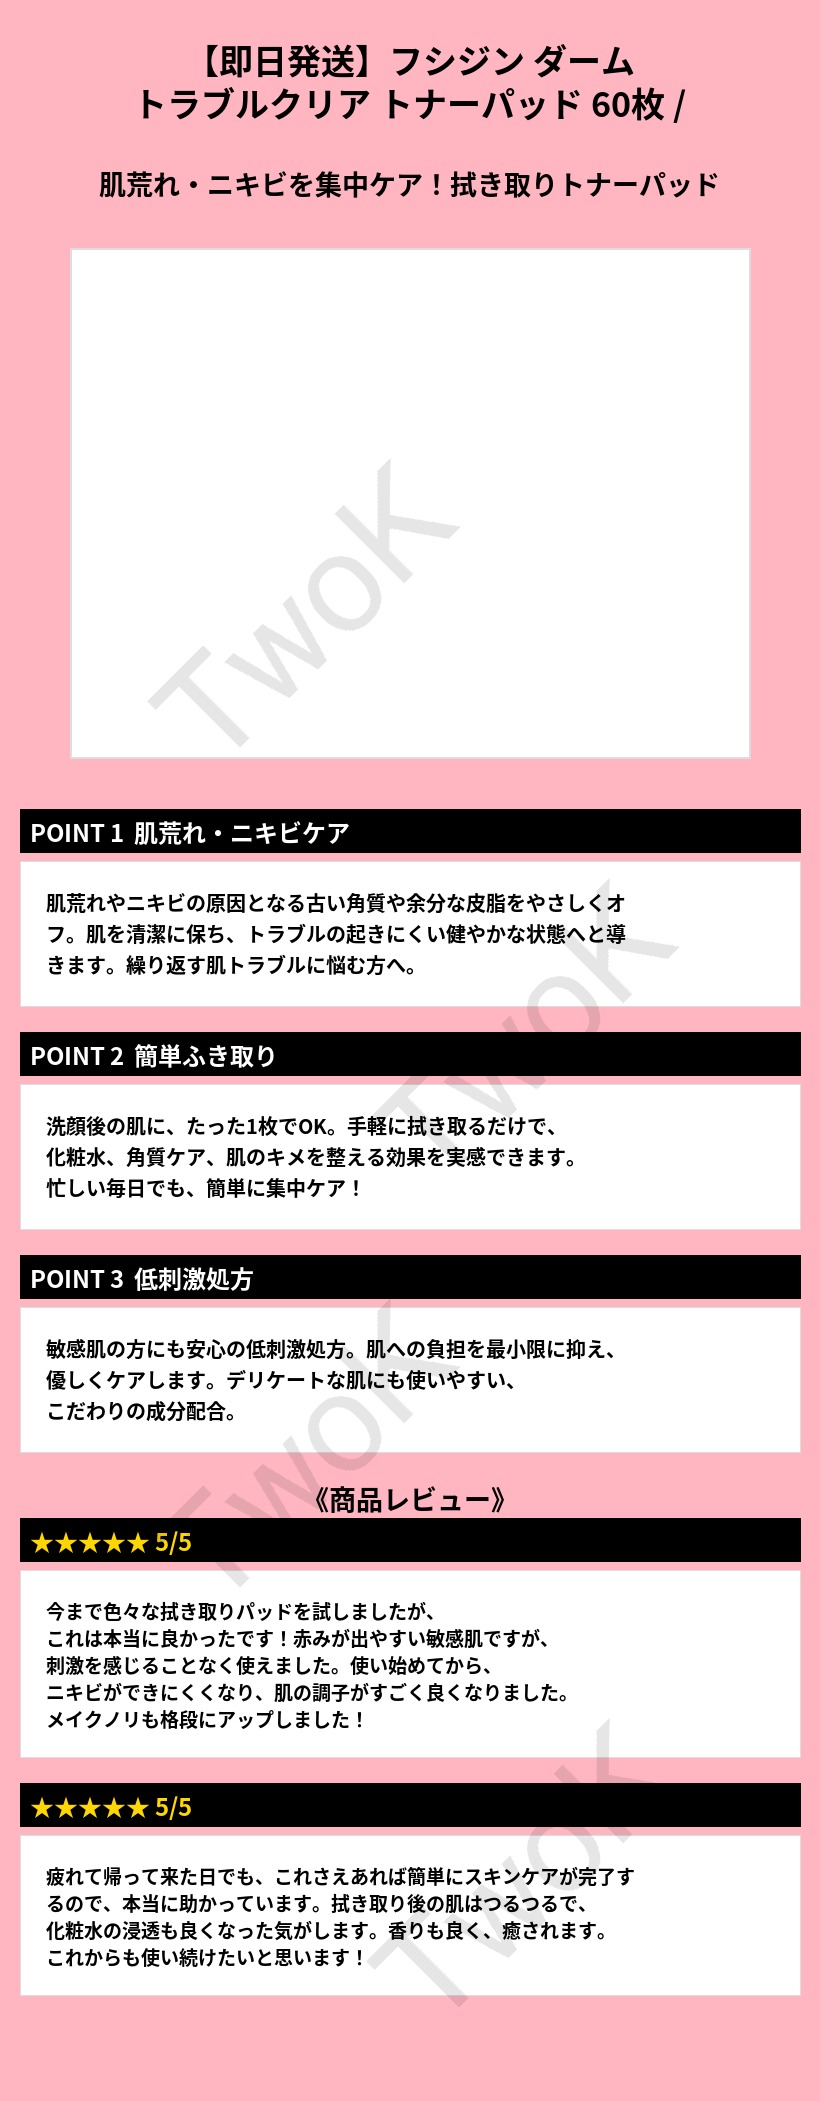 【即日発送】フシジン ダーム
トラブルクリア トナーパッド 60枚 /
肌荒れ・ニキビを集中ケア！拭き取りトナーパッド
TwoK
POINT 1 肌荒れ・ニキビケア
肌荒れやニキビの原因となる古い角質や余分な皮脂をやさしくオ
フ。肌を清潔に保ち、トラブルの起きにくい健やかな状態へと導
きます。繰り返す肌トラブルに悩む方へ。
TwoK
POINT 2 簡単ふき取り
洗顔後の肌に、たった1枚でOK。手軽に拭き取るだけで、
化粧水、角質ケア、肌のキメを整える効果を実感できます。
忙しい毎日でも、簡単に集中ケア！
POINT 3 低刺激処方
敏感肌の方にも安心の低刺激処方。肌への負担を最小限に抑え、
優しくケアします。デリケートな肌にも使いやすい、
こだわりの成分配合。
TwoK
《商品レビュー》
★★★★★ 5/5
今まで色々な拭き取りパッドを試しましたが、
これは本当に良かったです！赤みが出やすい敏感肌ですが、
刺激を感じることなく使えました。使い始めてから、
ニキビができにくくなり、肌の調子がすごく良くなりました。
メイクノリも格段にアップしました！
★★★★★ 5/5
疲れて帰って来た日でも、これさえあれば簡単にスキンケアが完了す
るので、本当に助かっています。拭き取り後の肌はつるつるで、
化粧水の浸透も良くなった気がします。香りも良く、癒されます。
これからも使い続けたいと思います！
TwoK